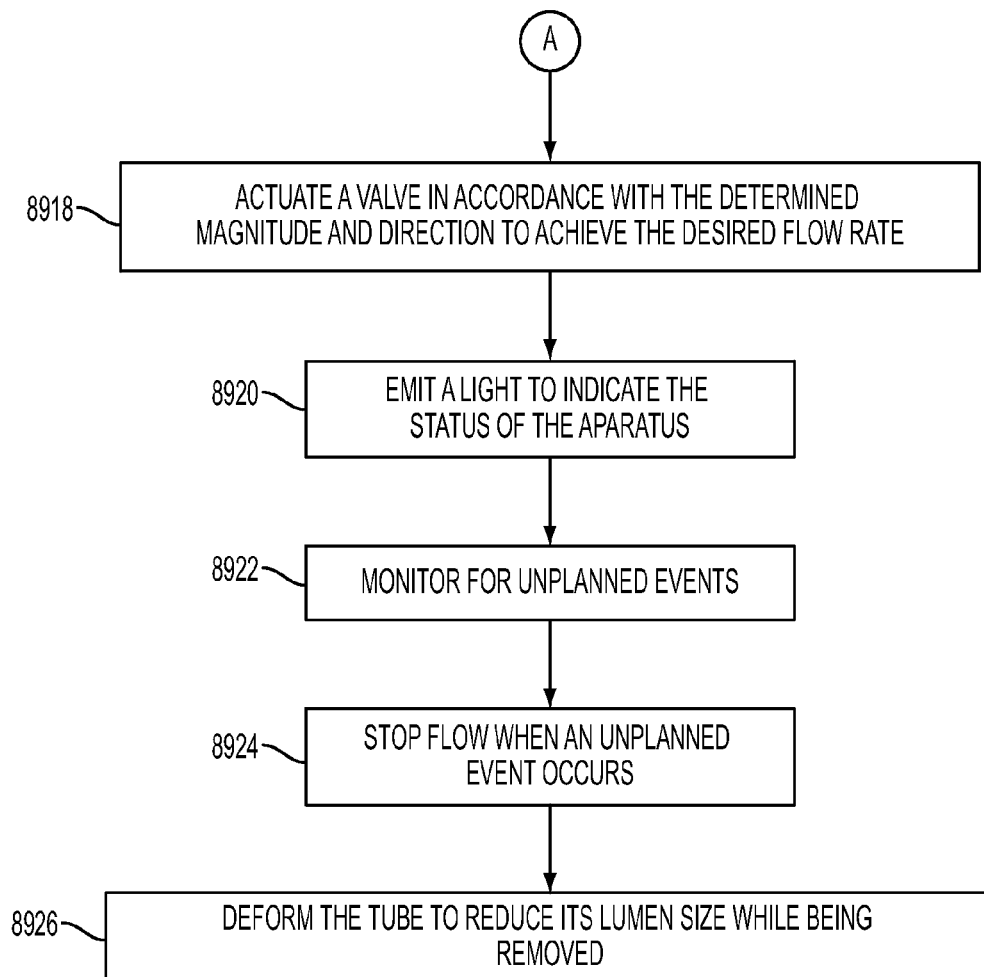 A
8918
ACTUATE A VALVE IN ACCORDANCE WITH THE DETERMINED
MAGNITUDE AND DIRECTION TO ACHIEVE THE DESIRED FLOW RATE
8920
EMIT A LIGHT TO INDICATE THE
STATUS OF THE APARATUS
8922
MONITOR FOR UNPLANNED EVENTS
8924
STOP FLOW WHEN AN UNPLANNED
EVENT OCCURS
8926
DEFORM THE TUBE TO REDUCE ITS LUMEN SIZE WHILE BEING
REMOVED